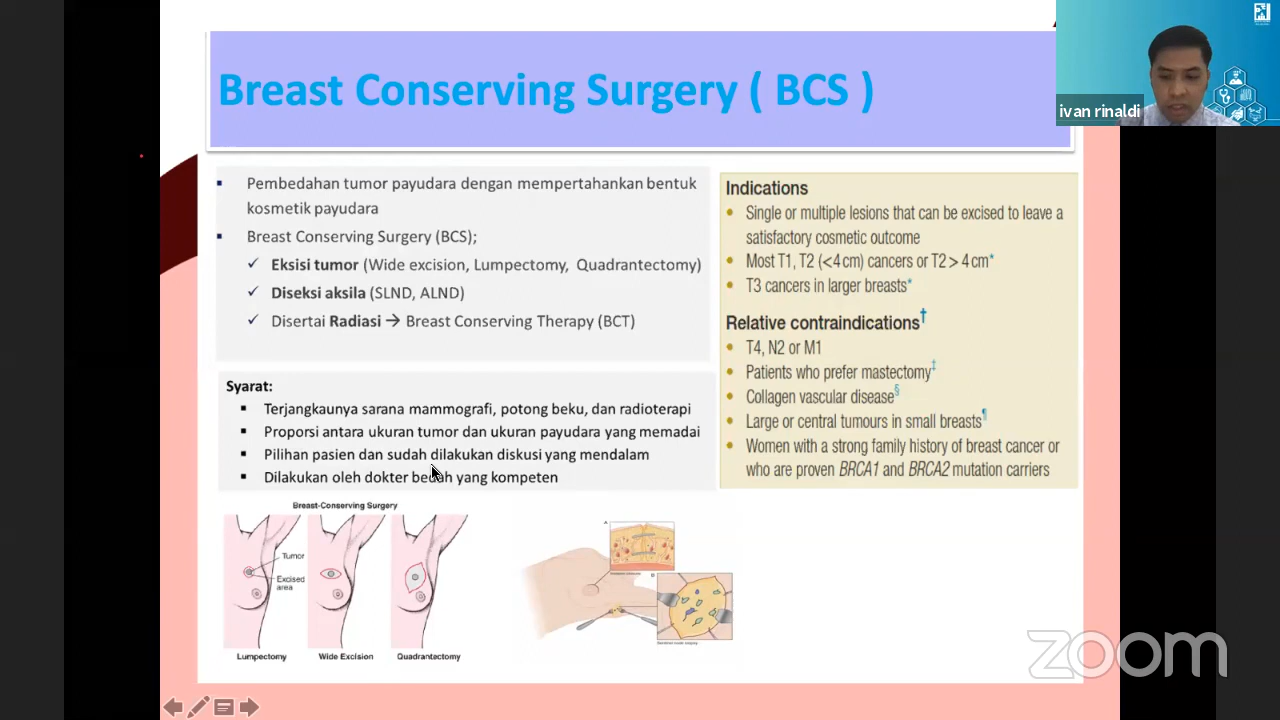 Breast Conserving Surgery ( BCS )
ivan rinaldi
Pembedahan tumor payudara dengan mempertahankan bentuk
kosmetik payudara
Breast Conserving Surgery (BCS);
Eksisi tumor (Wide excision, Lumpectomy, Quadrantectomy)
Diseksi aksila (SLND, ALND)
Disertai Radiasi → Breast Conserving Therapy (BCT)
Syarat:
Terjangkaunya sarana mammografi, potong beku, dan radioterapi
Proporsi antara ukuran tumor dan ukuran payudara yang memadai
Pilihan pasien dan sudah dilakukan diskusi yang mendalam
Dilakukan oleh dokter bedah yang kompeten
Indications
Single or multiple lesions that can be excised to leave a
satisfactory cosmetic outcome
Most T1, T2 (<4 cm) cancers or T2 > 4 cm*
T3 cancers in larger breasts*
Relative contraindications†
T4, N2 or M1
Patients who prefer mastectomy‡
Collagen vascular disease§
Large or central tumours in small breasts¶
Women with a strong family history of breast cancer or
who are proven BRCA1 and BRCA2 mutation carriers
Breast-Conserving Surgery
Tumor
Excised
area
Lumpectomy
Wide Excision
Quadrantectomy
A
zoom